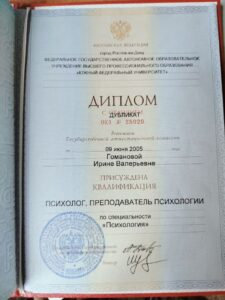 РОССИЙСКАЯ ФЕДЕРАЦИЯ
город Ростов-на-Дону
ФЕДЕРАЛЬНОЕ ГОСУДАРСТВЕННОЕ АВТОНОМНОЕ ОБРАЗОВАТЕЛЬНОЕ
УЧРЕЖДЕНИЕ ВЫСШЕГО ПРОФЕССИОНАЛЬНОГО ОБРАЗОВАНИЯ
«ЮЖНЫЙ ФЕДЕРАЛЬНЫЙ УНИВЕРСИТЕТ»
ДИПЛОМ
ДУБЛИКАТ
Решением
Государственной аттестационной комиссии
от 09 июня 2005
Гомановой
Ирине Валерьевне
ПРИСУЖДЕНА
КВАЛИФИКАЦИЯ
ПСИХОЛОГ, ПРЕПОДАВАТЕЛЬ ПСИХОЛОГИИ
по специальности
«Психология»